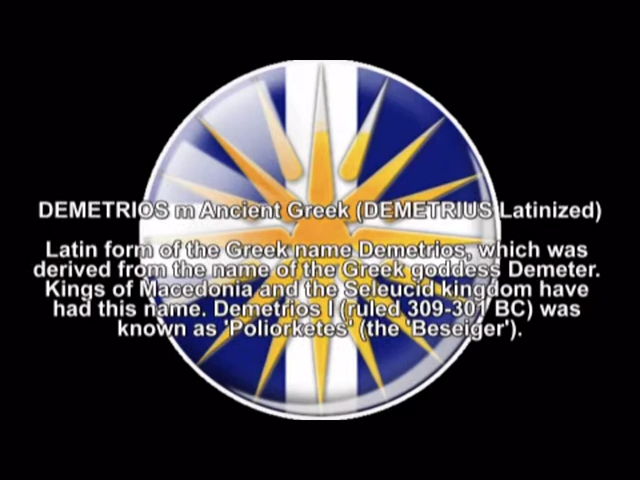 DEMETRIOS m Ancient Greek (DEMETRIUS Latinized)
Latin form of the Greek name Demetrios, which was
derived from the name of the Greek goddess Demeter.
Kings of Macedonia and the Seleucid kingdom have
had this name. Demetrios I (ruled 309-301 BC) was
known as 'Poliorketes' (the 'Beseiger').